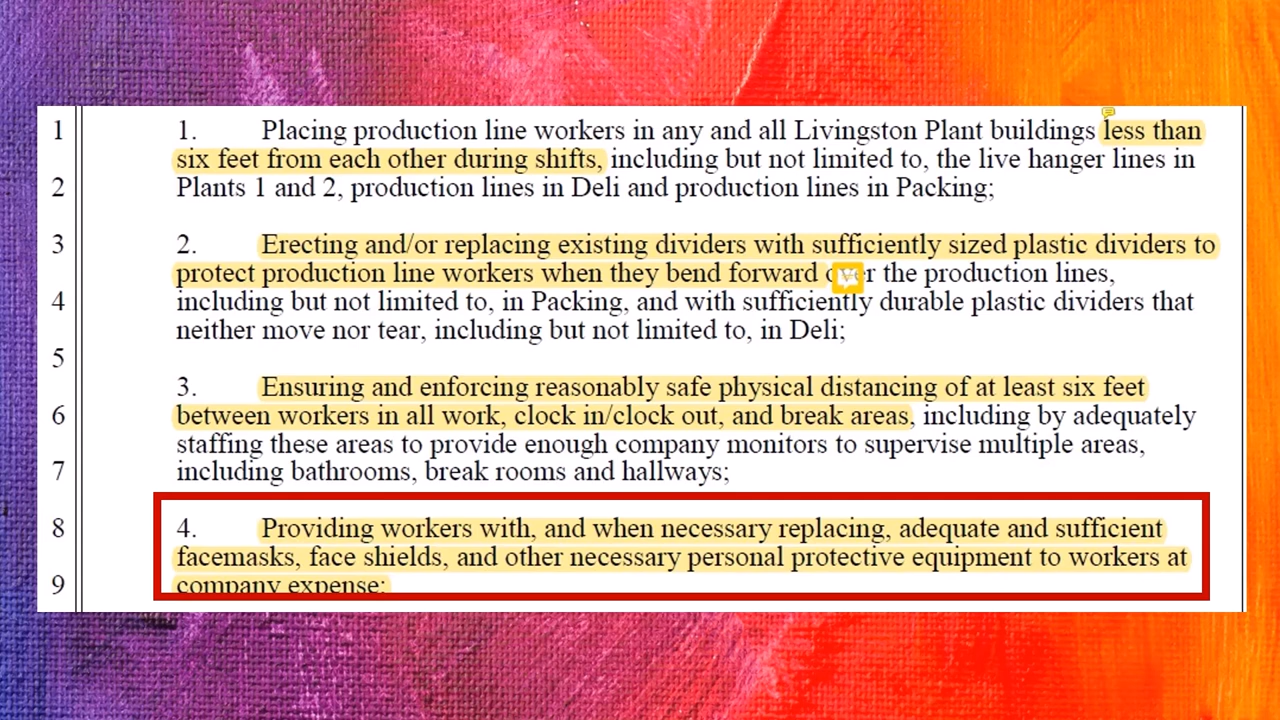 1 1. Placing production line workers in any and all Livingston Plant buildings less than
six feet from each other during shifts, including but not limited to, the live hanger lines in
2 Plants 1 and 2, production lines in Deli and production lines in Packing;
3 2. Erecting and/or replacing existing dividers with sufficiently sized plastic dividers to
protect production line workers when they bend forward over the production lines,
4 including but not limited to, in Packing, and with sufficiently durable plastic dividers that
neither move nor tear, including but not limited to, in Deli;
5
3. Ensuring and enforcing reasonably safe physical distancing of at least six feet
6 between workers in all work, clock in/clock out, and break areas, including by adequately
staffing these areas to provide enough company monitors to supervise multiple areas,
7 including bathrooms, break rooms and hallways;
8 4. Providing workers with, and when necessary replacing, adequate and sufficient
facemasks, face shields, and other necessary personal protective equipment to workers at
9 company expense;